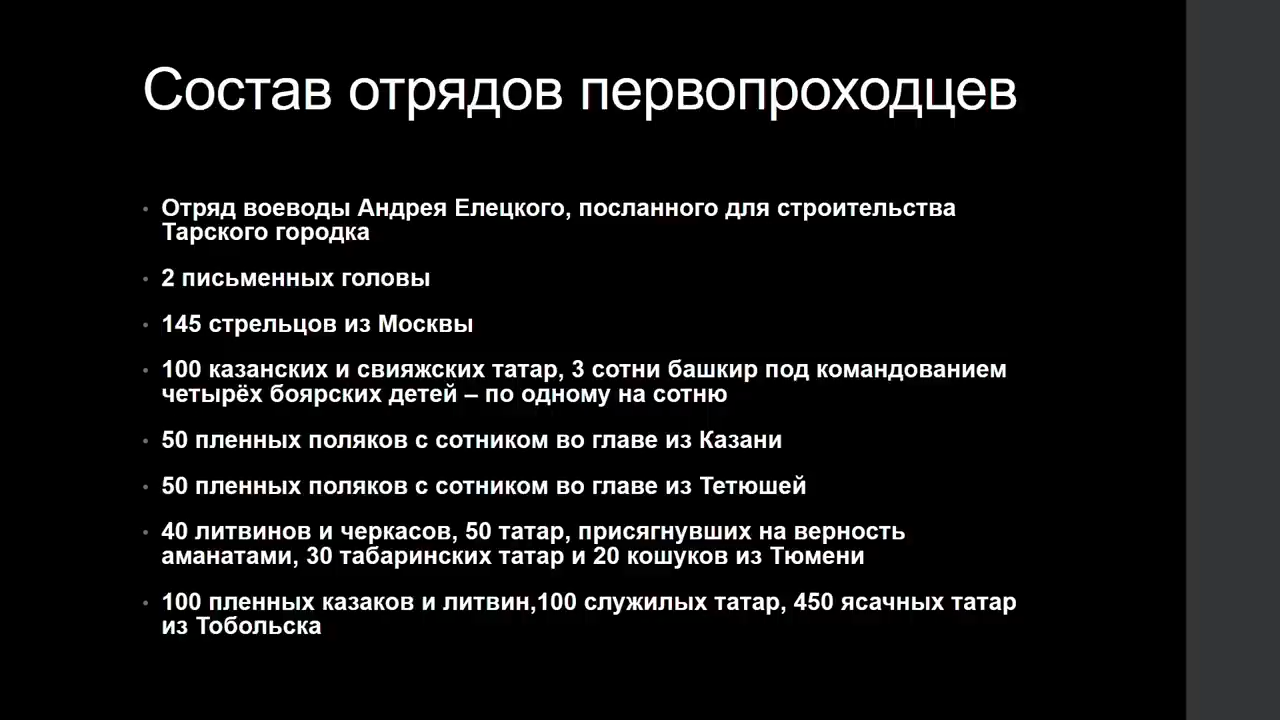 Состав отрядов первопроходцев
• Отряд воеводы Андрея Елецкого, посланного для строительства
Тарского городка
• 2 письменных головы
• 145 стрельцов из Москвы
• 100 казанских и свияжских татар, 3 сотни башкир под командованием
четырёх боярских детей – по одному на сотню
• 50 пленных поляков с сотником во главе из Казани
• 50 пленных поляков с сотником во главе из Тетюшей
• 40 литвинов и черкасов, 50 татар, присягнувших на верность
аманатами, 30 табаринских татар и 20 кошуков из Тюмени
• 100 пленных казаков и литвин,100 служилых татар, 450 ясачных татар
из Тобольска